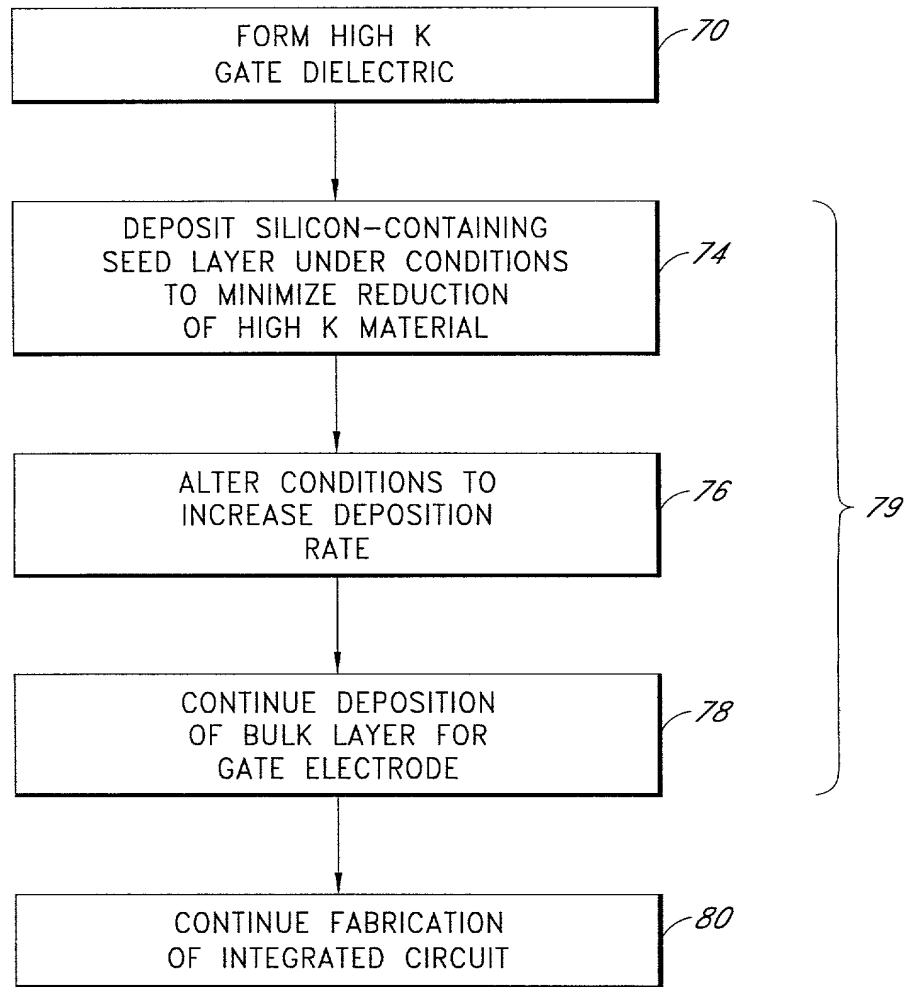 FORM HIGH K
GATE DIELECTRIC
70
DEPOSIT SILICON-CONTAINING
SEED LAYER UNDER CONDITIONS
TO MINIMIZE REDUCTION
OF HIGH K MATERIAL
74
ALTER CONDITIONS TO
INCREASE DEPOSITION
RATE
76
79
CONTINUE DEPOSITION
OF BULK LAYER FOR
GATE ELECTRODE
78
CONTINUE FABRICATION
OF INTEGRATED CIRCUIT
80